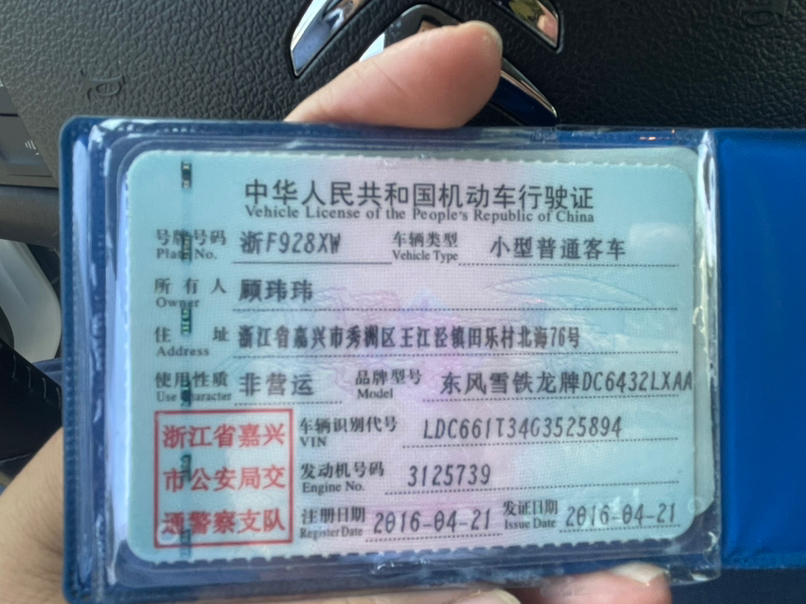 中华人民共和国机动车行驶证
Vehicle License of the People's Republic of China
号牌号码 浙F928XW 车辆类型 小型普通客车
Plate No. Vehicle Type
所有人 顾玮玮
Owner
住址 浙江省嘉兴市秀洲区王江泾镇田乐村北海76号
Address
使用性质 非营运 品牌型号 东风雪铁龙牌DC6432LXAA
Use Character Model
浙江省嘉兴 车辆识别代号 LDC661T34G3525894
VIN
市公安局交 发动机号码 3125739
Engine No.
通警察支队 注册日期 2016-04-21 发证日期 2016-04-21
Register Date Issue Date